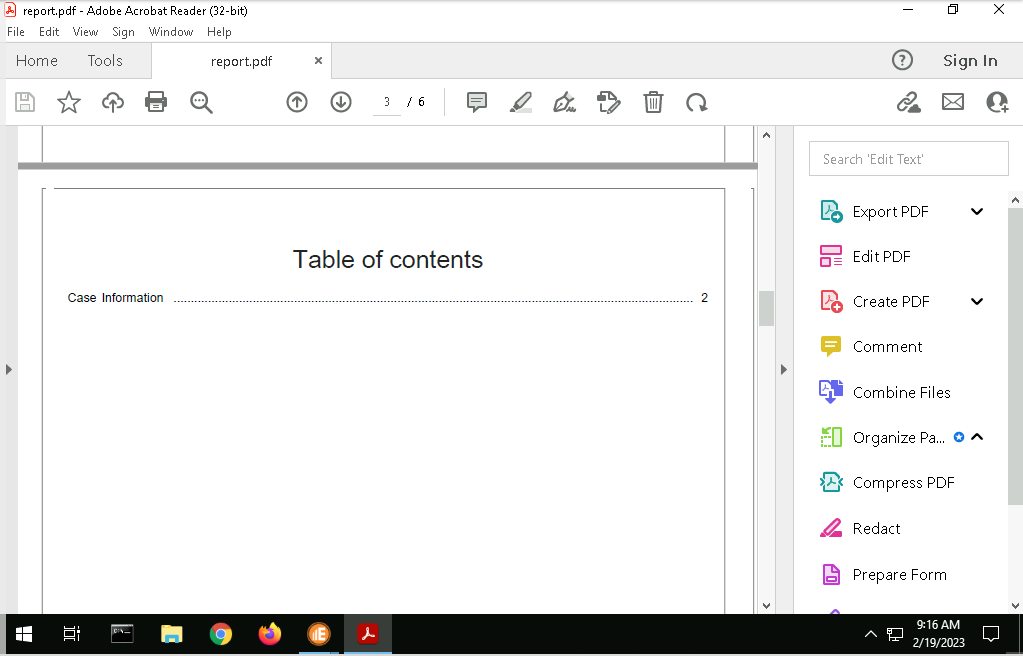 report.pdf - Adobe Acrobat Reader (32-bit)
File Edit View Sign Window Help
Home Tools report.pdf × ? Sign In
3 / 6
Search 'Edit Text'
Export PDF
Edit PDF
Create PDF
Comment
Combine Files
Organize Pa...
Compress PDF
Redact
Prepare Form
Table of contents
Case Information ........................................................................................................ 2
9:16 AM
2/19/2023